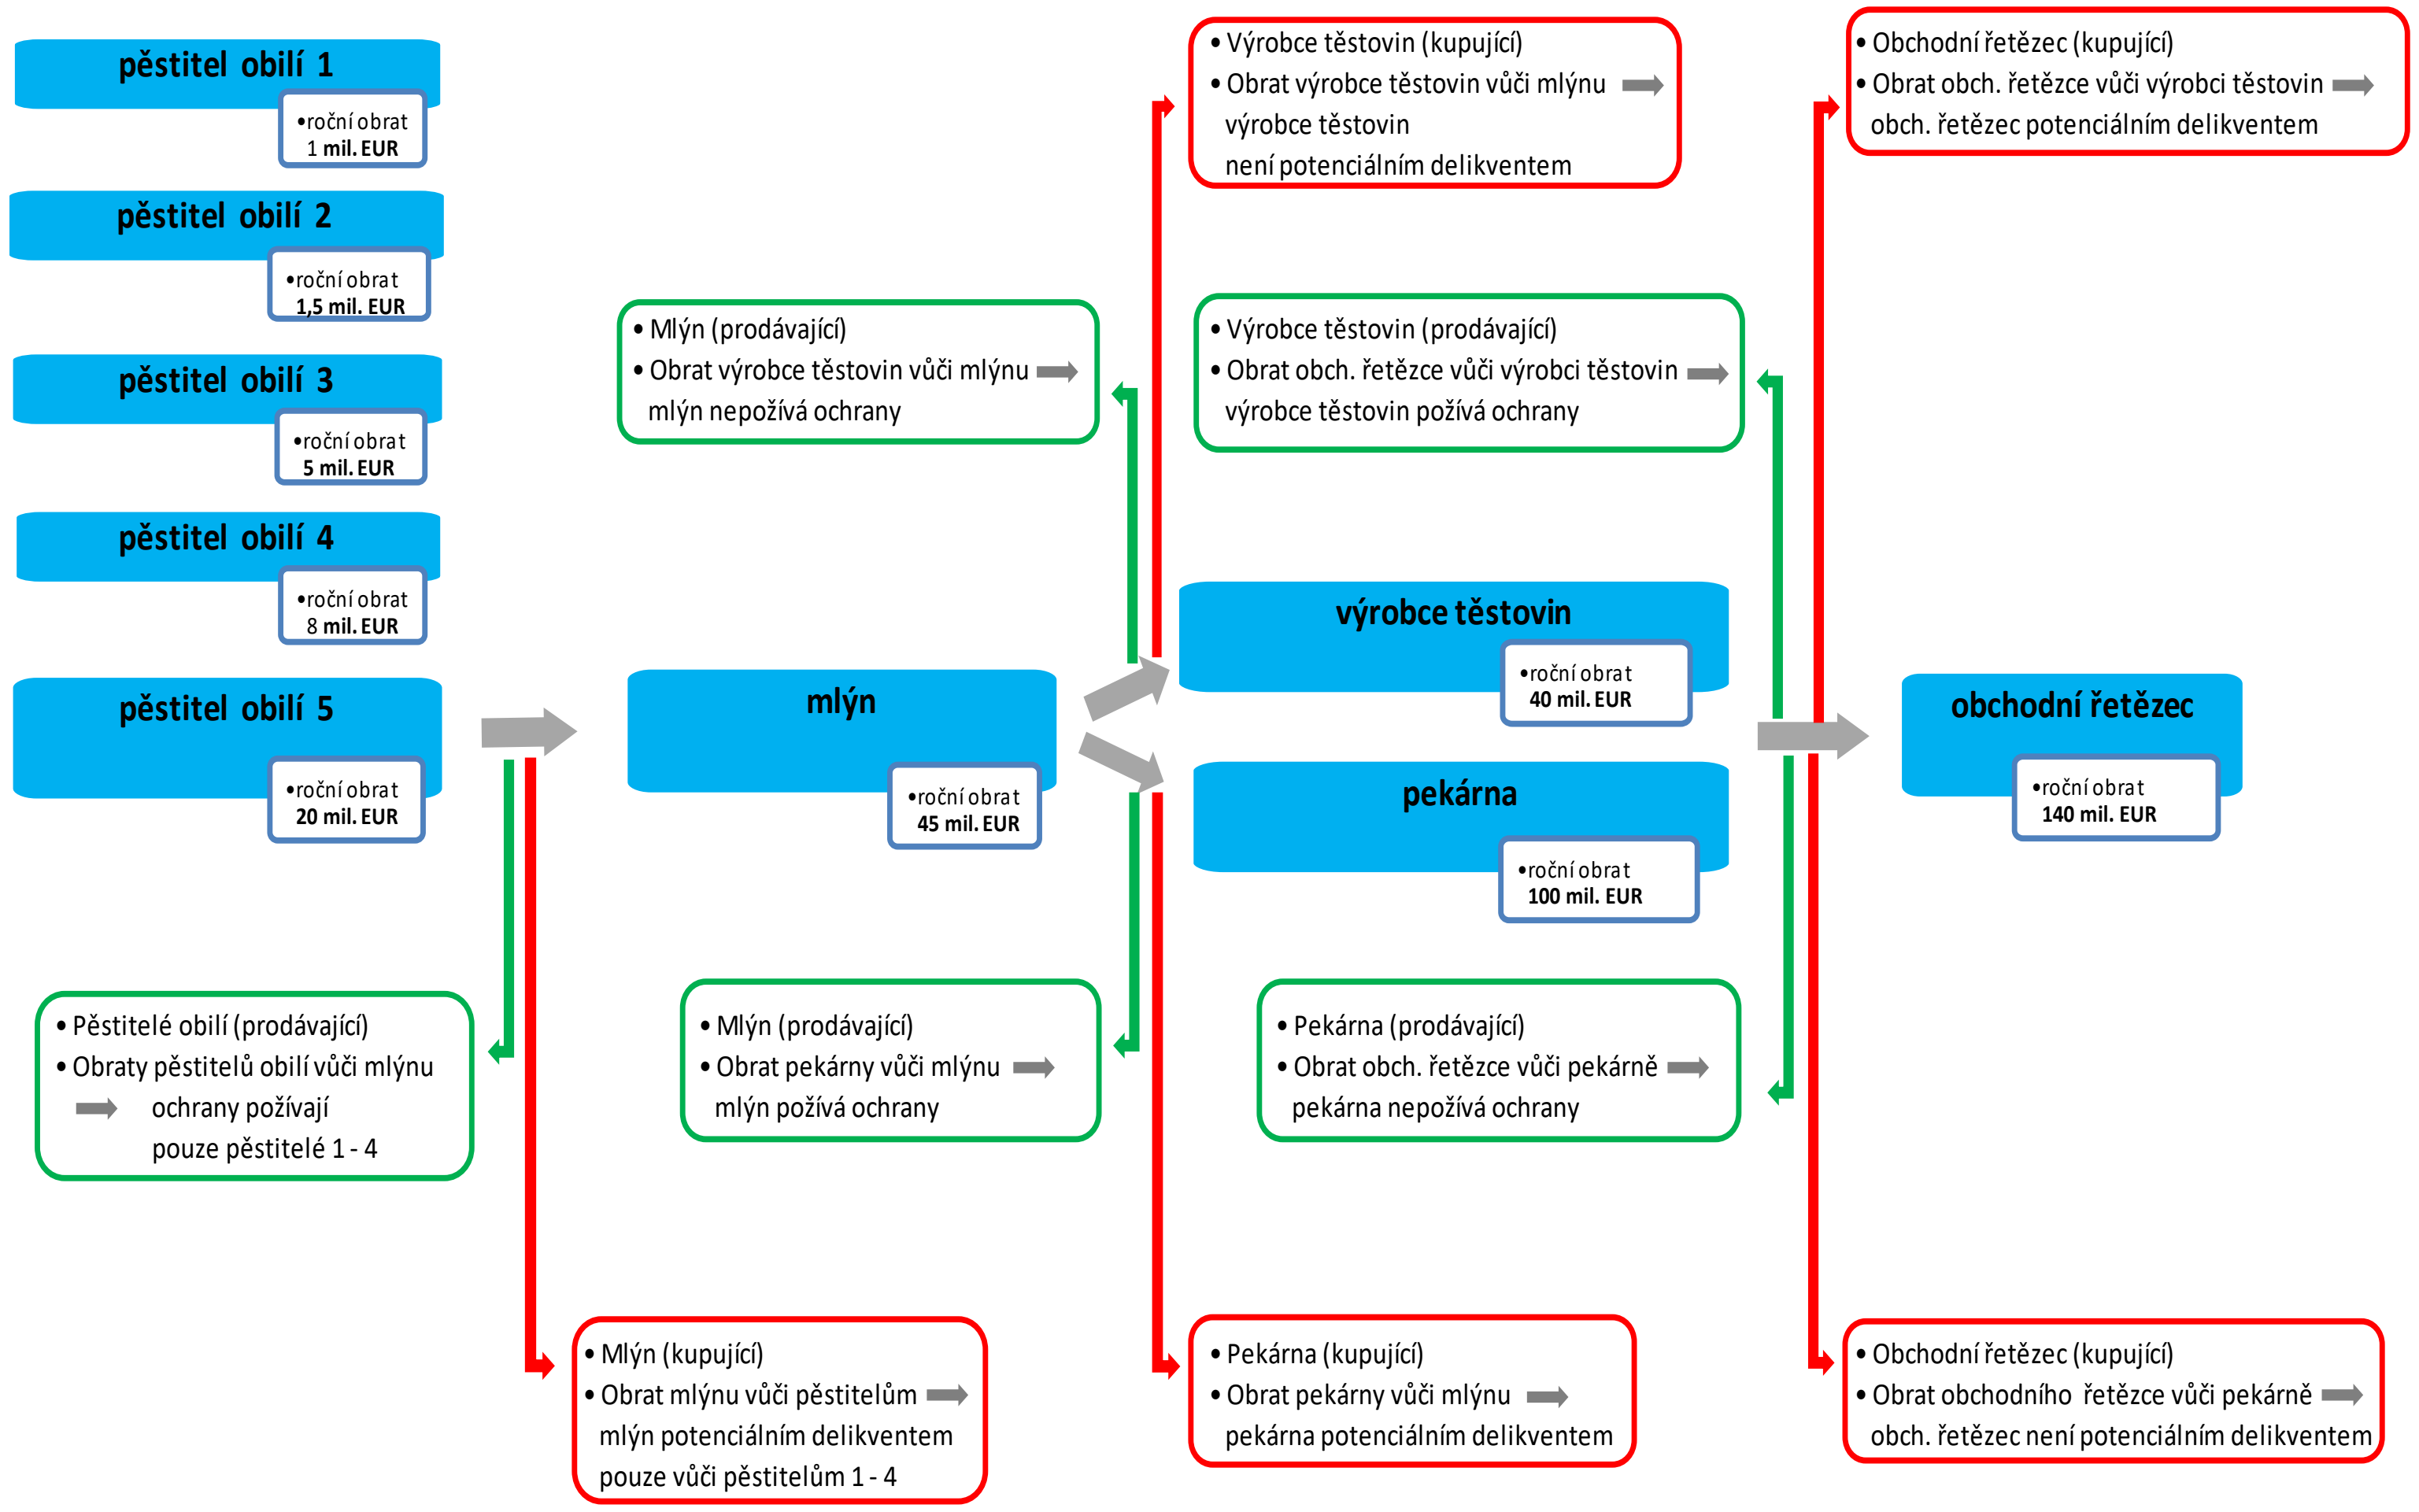 pěstitel obilí 1
•roční obrat
1 mil. EUR
pěstitel obilí 2
•roční obrat
1,5 mil. EUR
pěstitel obilí 3
•roční obrat
5 mil. EUR
pěstitel obilí 4
•roční obrat
8 mil. EUR
pěstitel obilí 5
•roční obrat
20 mil. EUR
• Pěstitelé obilí (prodávající)
• Obraty pěstitelů obilí vůči mlýnu
ochrany požívají
pouze pěstitelé 1 - 4
• Mlýn (prodávající)
• Obrat výrobce těstovin vůči mlýnu
mlýn nepožívá ochrany
mlýn
•roční obrat
45 mil. EUR
• Mlýn (prodávající)
• Obrat pekárny vůči mlýnu
mlýn požívá ochrany
• Mlýn (kupující)
• Obrat mlýnu vůči pěstitelům
mlýn potenciálním delikventem
pouze vůči pěstitelům 1 - 4
• Výrobce těstovin (kupující)
• Obrat výrobce těstovin vůči mlýnu
výrobce těstovin
není potenciálním delikventem
• Výrobce těstovin (prodávající)
• Obrat obch. řetězce vůči výrobci těstovin
výrobce těstovin požívá ochrany
výrobce těstovin
•roční obrat
40 mil. EUR
pekárna
•roční obrat
100 mil. EUR
• Pekárna (prodávající)
• Obrat obch. řetězce vůči pekárně
pekárna nepožívá ochrany
• Pekárna (kupující)
• Obrat pekárny vůči mlýnu
pekárna potenciálním delikventem
• Obchodní řetězec (kupující)
• Obrat obch. řetězce vůči výrobci těstovin
obch. řetězec potenciálním delikventem
obchodní řetězec
•roční obrat
140 mil. EUR
• Obchodní řetězec (kupující)
• Obrat obchodního řetězce vůči pekárně
obch. řetězec není potenciálním delikventem